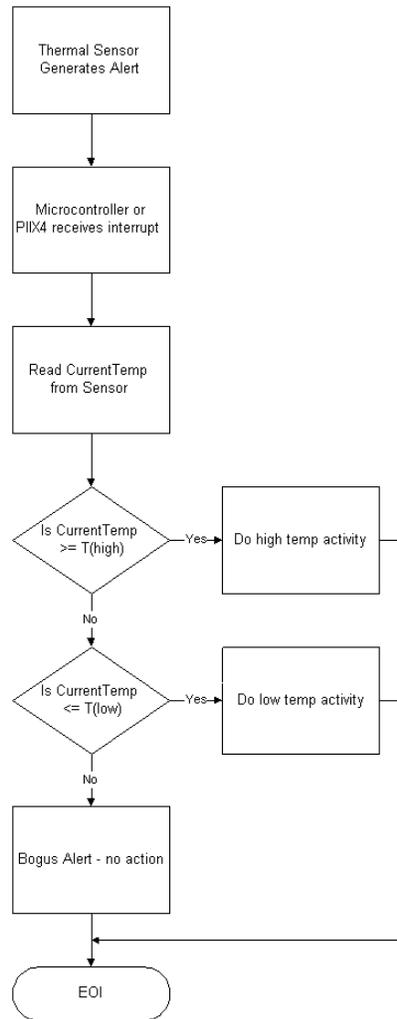 Thermal Sensor
Generates Alert
Microcontroller or
PIIX4 receives interrupt
Read CurrentTemp
from Sensor
Is CurrentTemp
>= T(high)
Yes
Do high temp activity
No
Is CurrentTemp
<= T(low)
Yes
Do low temp activity
No
Bogus Alert - no action
EOI